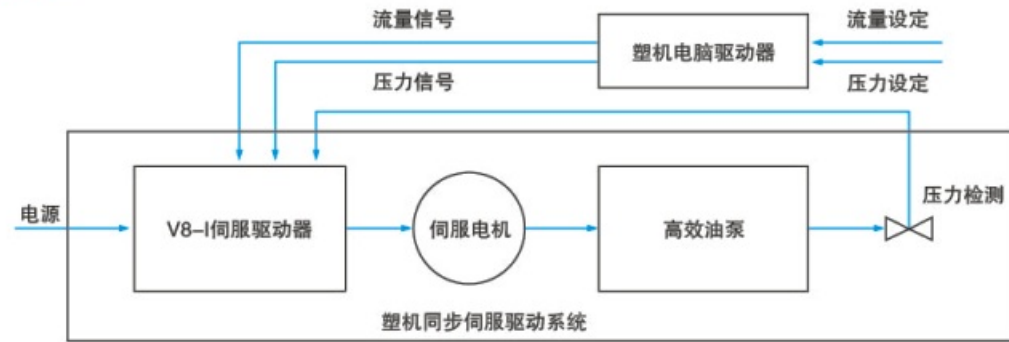 流量信号
流量设定
塑机电脑驱动器
压力信号
压力设定
电源
V8-I伺服驱动器
伺服电机
高效油泵
压力检测
塑机同步伺服驱动系统